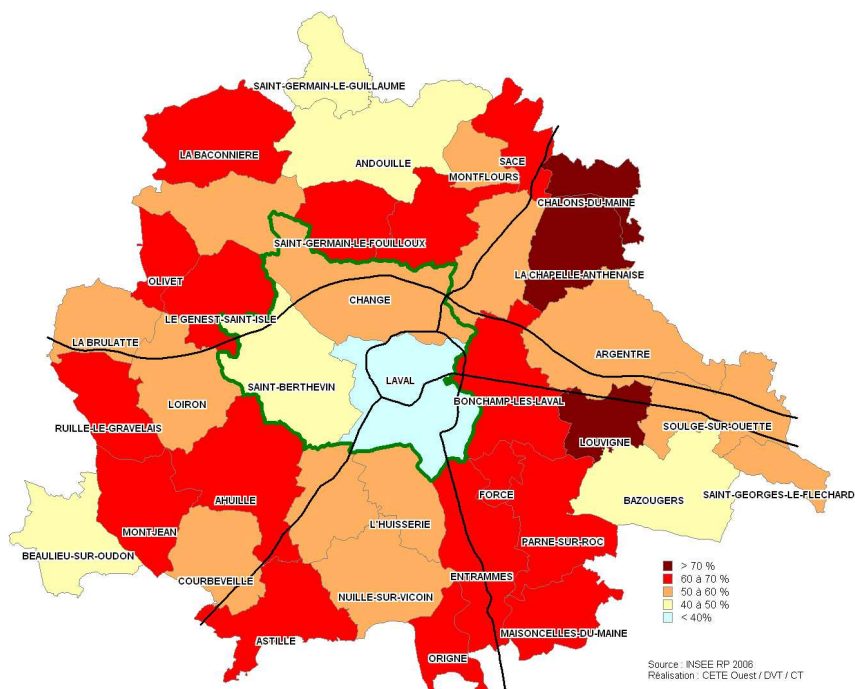 SAINT-GERMAIN-LE-GUILLAUME
LA BACONNIERE
ANDOUILLE
SACE
MONTFLOURS
CHALONS-DU-MAINE
SAINT-GERMAIN-LE-FOUILLOUX
LA CHAPELLE-ANTHENAISE
OLIVET
CHANGE
LE GENEST-SAINT-ISLE
LA BRULATTE
ARGENTRE
LAVAL
SAINT-BERTHEVIN
BONCHAMP-LES-LAVAL
LOIRON
RUILLE-LE-GRAVELAIS
SOULGE-SUR-OUETTE
LOUVIGNE
AHUILLE
FORCE
BAZOUGERS
SAINT-GEORGES-LE-FLECHARD
L'HUISSERIE
MONTJEAN
PARNE-SUR-ROC
BEAULIEU-SUR-OUDON
COURBEVEILLE
ENTRAMMES
NUILLE-SUR-VICOIN
MAISONCELLES-DU-MAINE
ASTILLE
ORIGNE
> 70 %
60 à 70 %
50 à 60 %
40 à 50 %
< 40%
Source : INSEE RP 2006
Réalisation : CETE Ouest / DVT / CT